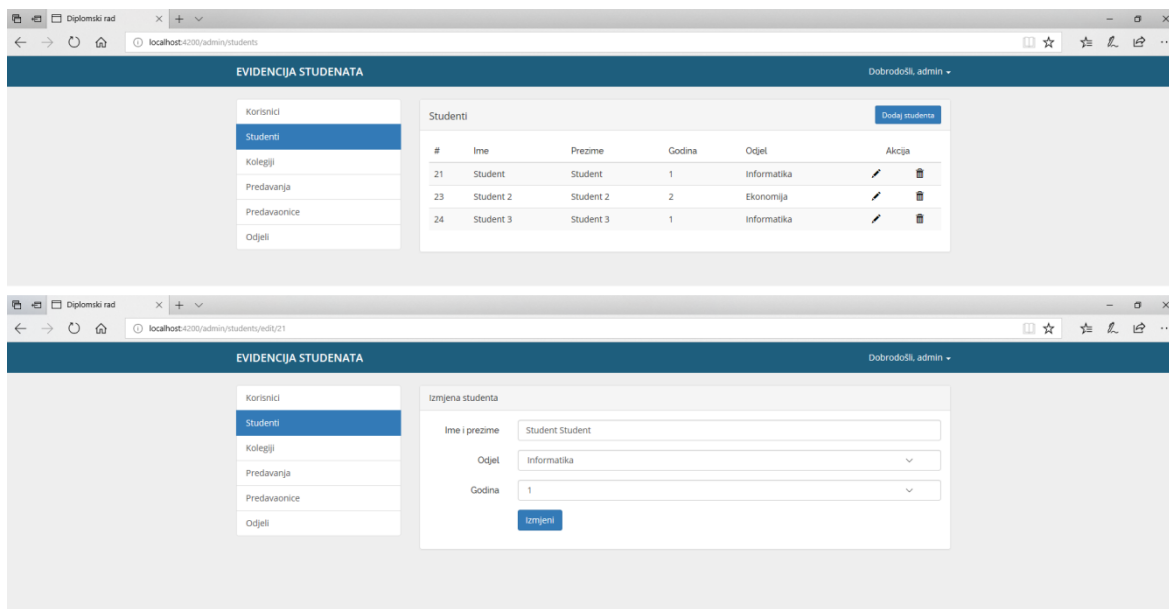 Diplomski rad
localhost:4200/admin/students
EVIDENCIJA STUDENATA Dobrodošli, admin
Korisnici
Studenti
Kolegiji
Predavanja
Predavaonice
Odjeli
Studenti Dodaj studenta
# Ime Prezime Godina Odjel Akcija
21 Student Student 1 Informatika
23 Student 2 Student 2 2 Ekonomija
24 Student 3 Student 3 1 Informatika
Diplomski rad
localhost:4200/admin/students/edit/21
EVIDENCIJA STUDENATA Dobrodošli, admin
Korisnici
Studenti
Kolegiji
Predavanja
Predavaonice
Odjeli
Izmjena studenta
Ime i prezime Student Student
Odjel Informatika
Godina 1
Izmjeni